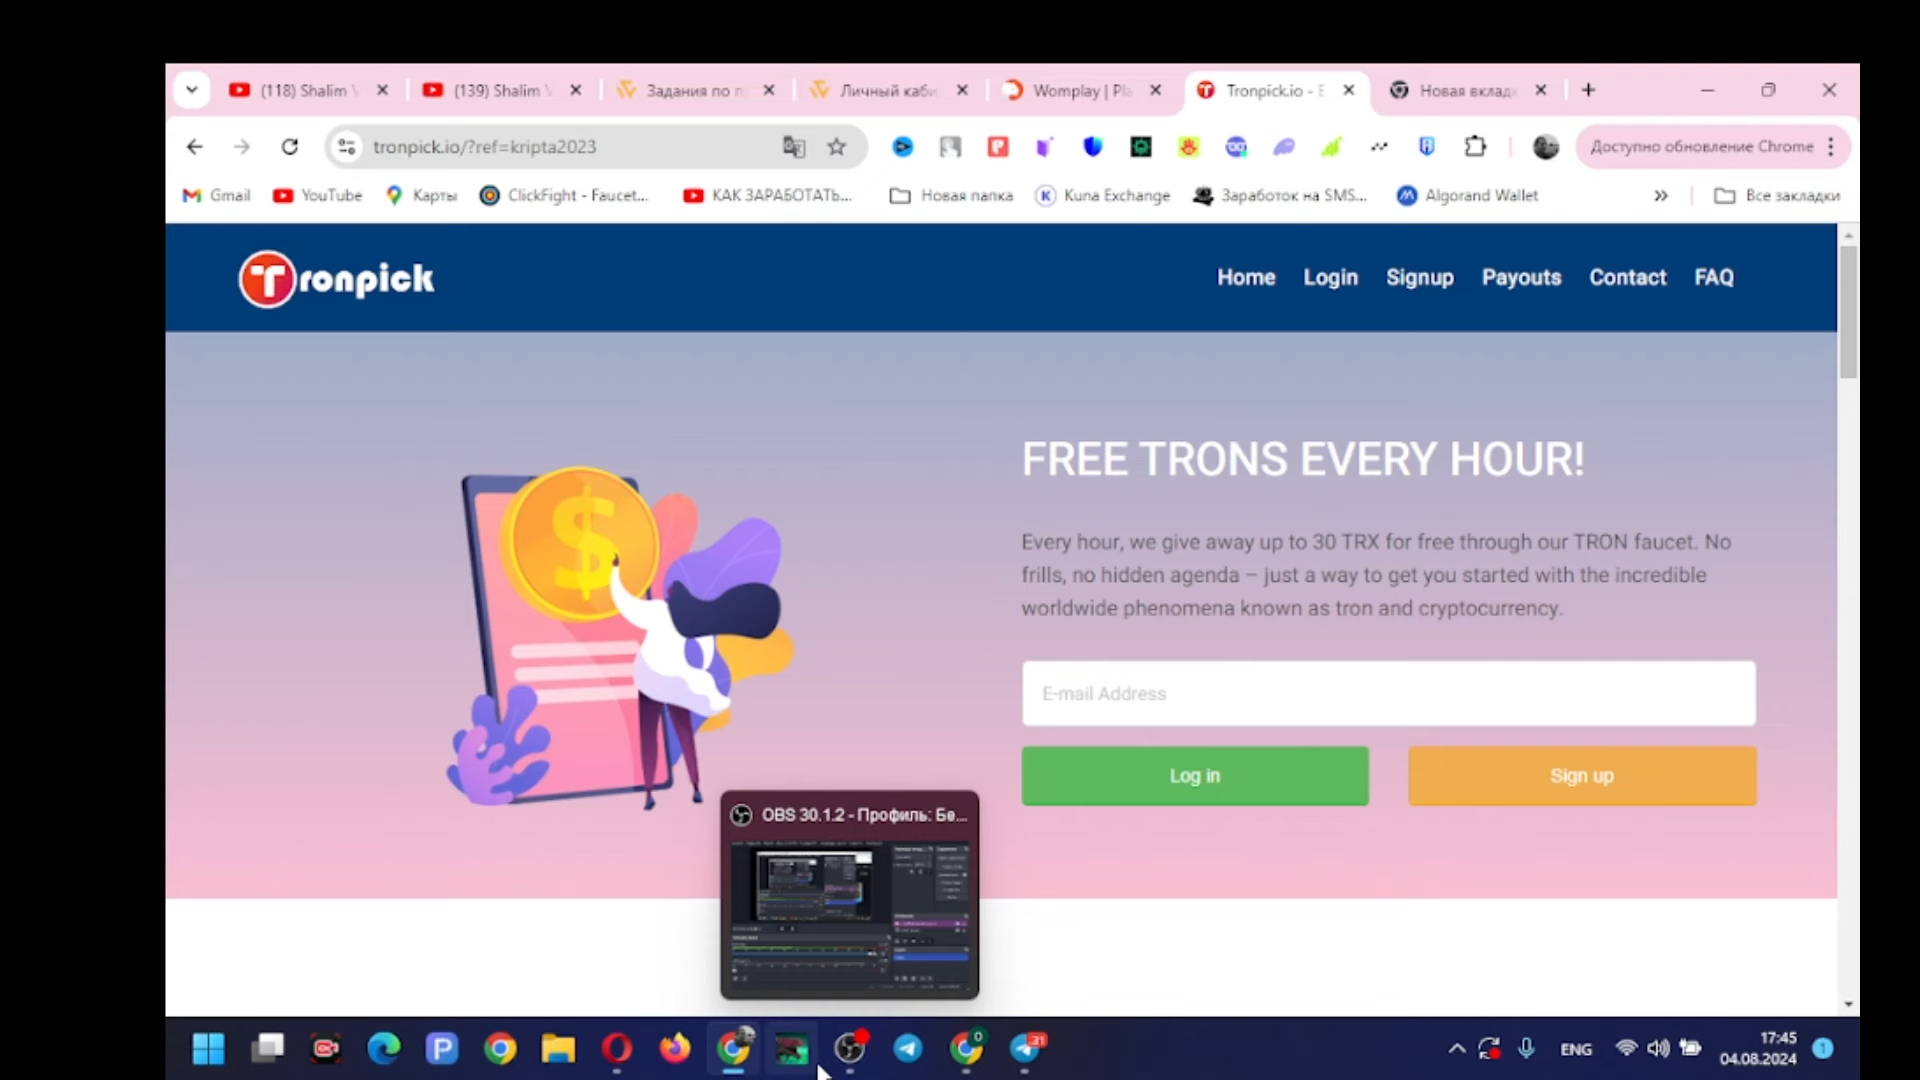 (118) Shalim
(139) Shalim
Задания по п
Личный каби
Womplay | Pla
Tronpick.io - E
Новая вклад
tronpick.io/?ref=kripta2023
Доступно обновление Chrome
Gmail
YouTube
Карты
ClickFight - Faucet...
КАК ЗАРАБОТАТЬ...
Новая папка
Kuna Exchange
Заработок на SMS...
Algorand Wallet
Все закладки
Tronpick
Home
Login
Signup
Payouts
Contact
FAQ
FREE TRONS EVERY HOUR!
Every hour, we give away up to 30 TRX for free through our TRON faucet. No
frills, no hidden agenda – just a way to get you started with the incredible
worldwide phenomena known as tron and cryptocurrency.
E-mail Address
Log in
Sign up
OBS 30.1.2 - Профиль: Бе...
ENG
17:45
04.08.2024
1
0
31